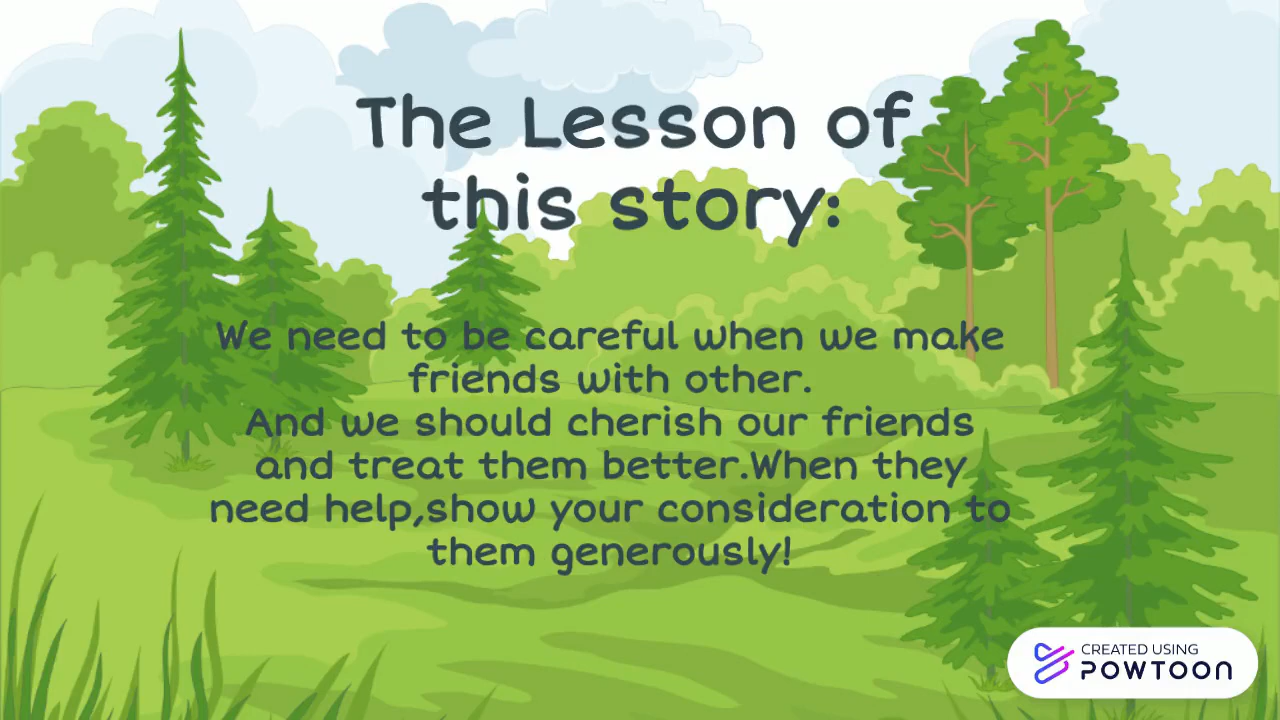 The Lesson of
this story:
We need to be careful when we make
friends with other.
And we should cherish our friends
and treat them better.When they
need help,show your consideration to
them generously!
CREATED USING
POWTOON